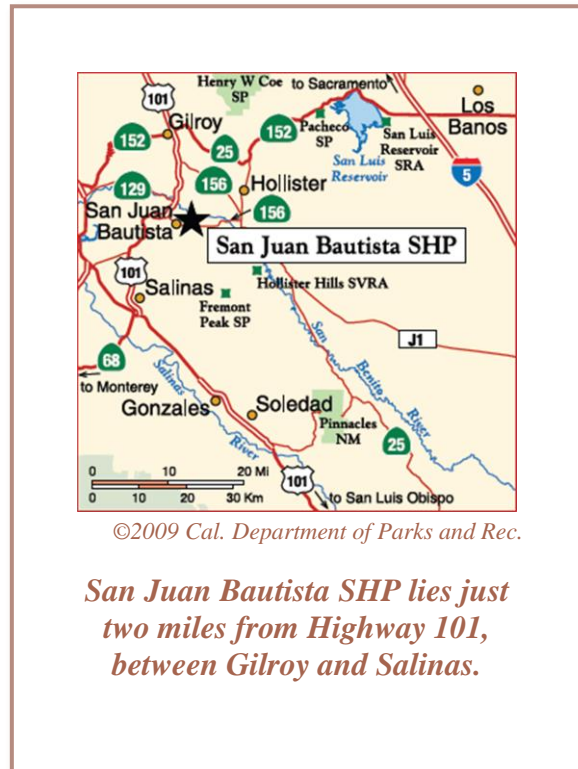 Henry W Coe
SP
to Sacramento
Los
Banos
101
Gilroy
152
25
152
Pacheco
SP
San Luis
Reservoir
San Luis
Reservoir
SRA
5
129
156
Hollister
San Juan
Bautista
156
San Juan Bautista SHP
101
Salinas
Hollister Hills SVRA
Fremont
Peak SP
San
Benito
River
J1
68
to Monterey
Salinas
River
Gonzales
Soledad
Pinnacles
NM
25
0 10 20 Mi
0 10 20 30 Km
101
to San Luis Obispo
©2009 Cal. Department of Parks and Rec.
San Juan Bautista SHP lies just
two miles from Highway 101,
between Gilroy and Salinas.